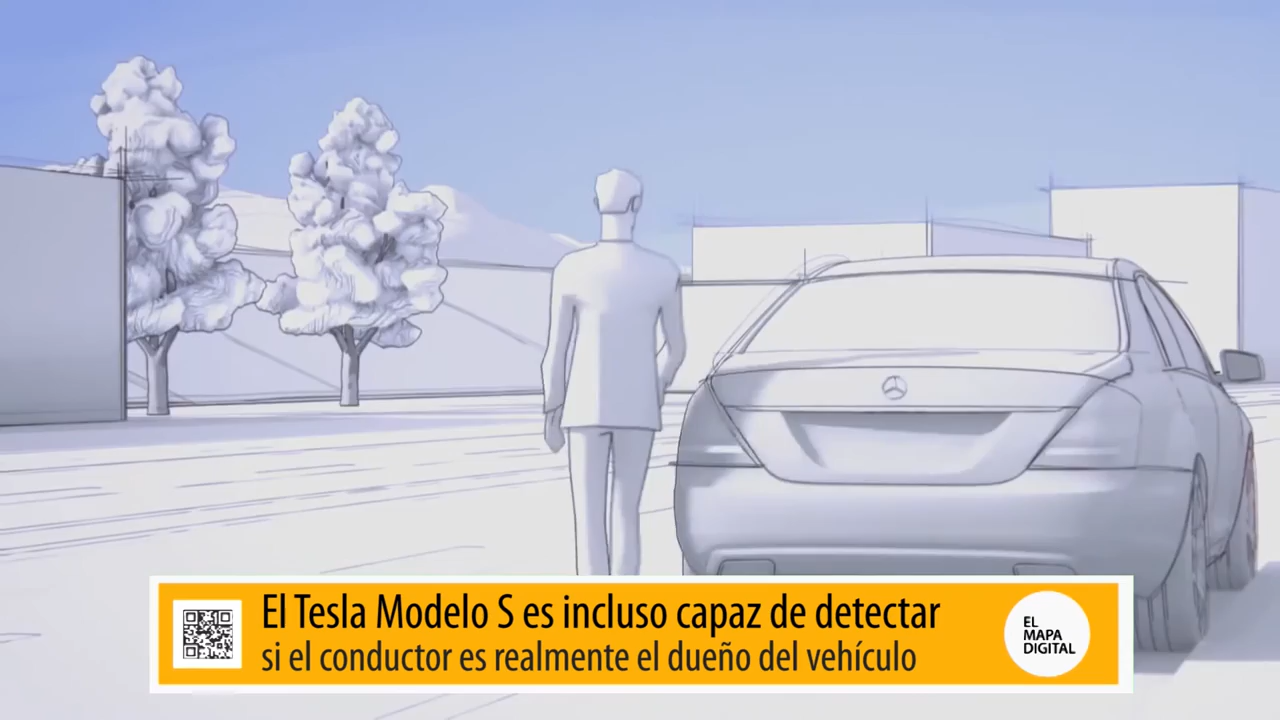 El Tesla Modelo S es incluso capaz de detectar
si el conductor es realmente el dueño del vehículo
EL
MAPA
DIGITAL